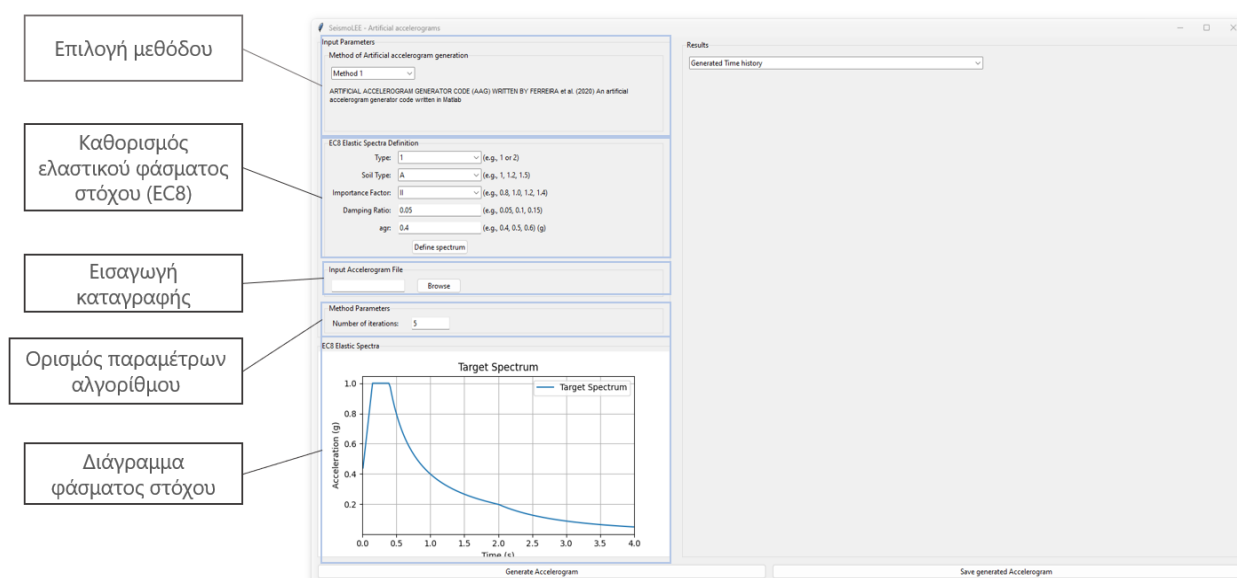 Επιλογή μεθόδου
Καθορισμός
ελαστικού φάσματος
στόχου (EC8)
Εισαγωγή
καταγραφής
Ορισμός παραμέτρων
αλγορίθμου
Διάγραμμα
φάσματος στόχου
SeismoLEE - Artificial accelerograms
Input Parameters
Method of Artificial accelerogram generation
Method 1
ARTIFICIAL ACCELEROGRAM GENERATOR CODE (AAG) WRITTEN BY FERREIRA et al. (2020) An artificial
accelerogram generator code written in Matlab
EC8 Elastic Spectra Definition
Type: 1 (e.g., 1 or 2)
Soil Type: A (e.g., 1, 1.2, 1.5)
Importance Factor: II (e.g., 0.8, 1.0, 1.2, 1.4)
Damping Ratio: 0.05 (e.g., 0.05, 0.1, 0.15)
agr: 0.4 (e.g., 0.4, 0.5, 0.6) (g)
Define spectrum
Input Accelerogram File
Browse
Method Parameters
Number of iterations: 5
EC8 Elastic Spectra
Target Spectrum
Target Spectrum
Acceleration (g)
1.0
0.8
0.6
0.4
0.2
0.0 0.5 1.0 1.5 2.0 2.5 3.0 3.5 4.0
Time (s)
Results
Generated Time history
Generate Accelerogram
Save generated Accelerogram